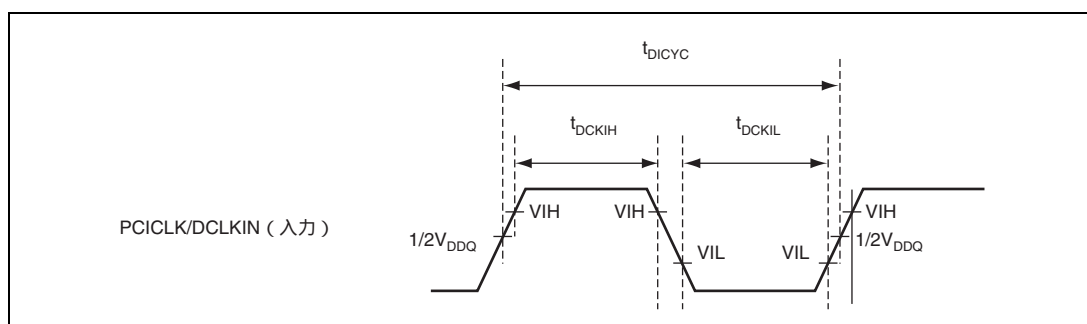 tDICYC
tDCKIH
tDCKIL
PCICLK/DCLKIN（入力）
VIH
VIH
VIH
1/2VDDQ
VIL
VIL
1/2VDDQ